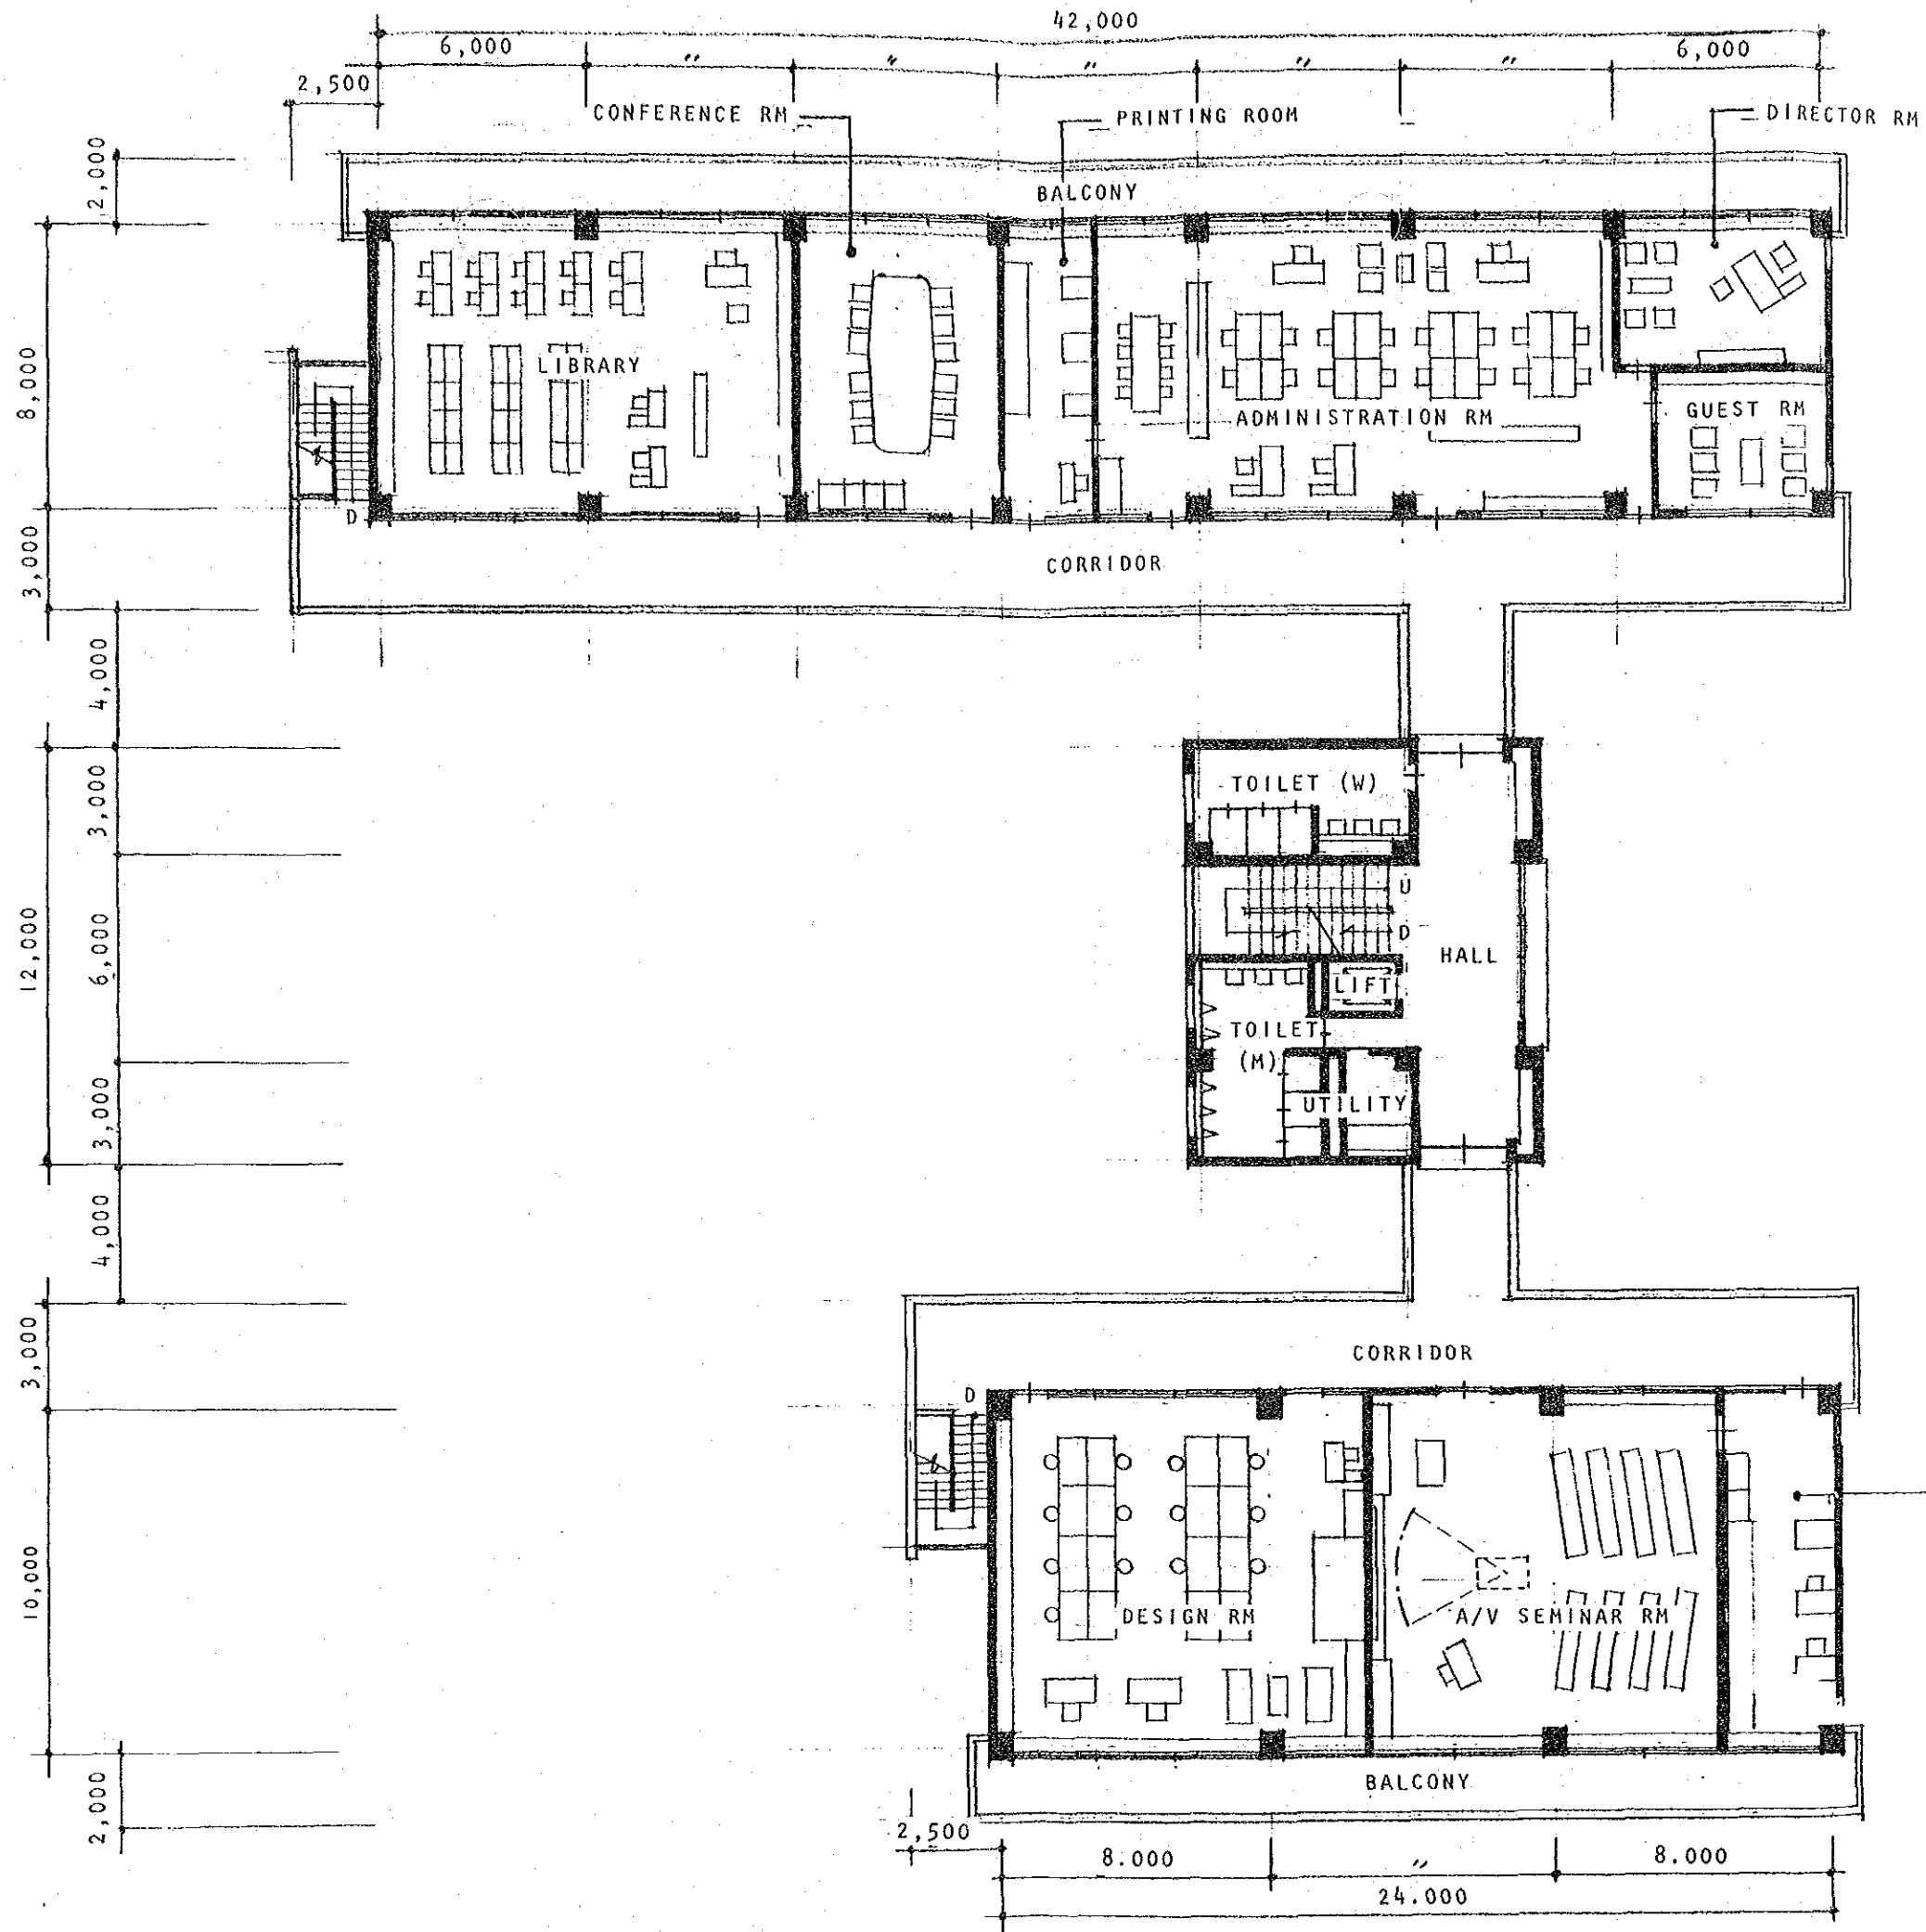 42,000
6,000 〃 〃 〃 〃 〃 6,000
2,500
CONFERENCE RM
PRINTING ROOM
DIRECTOR RM
2,000
BALCONY
8,000
LIBRARY
ADMINISTRATION RM
GUEST RM
D
3,000
CORRIDOR
4,000
3,000
TOILET (W)
U
D
12,000
6,000
HALL
LIFT
TOILET
(M)
UTILITY
3,000
4,000
3,000
CORRIDOR
D
10,000
DESIGN RM
A/V SEMINAR RM
BALCONY
2,000
2,500
8.000 〃 8.000
24.000